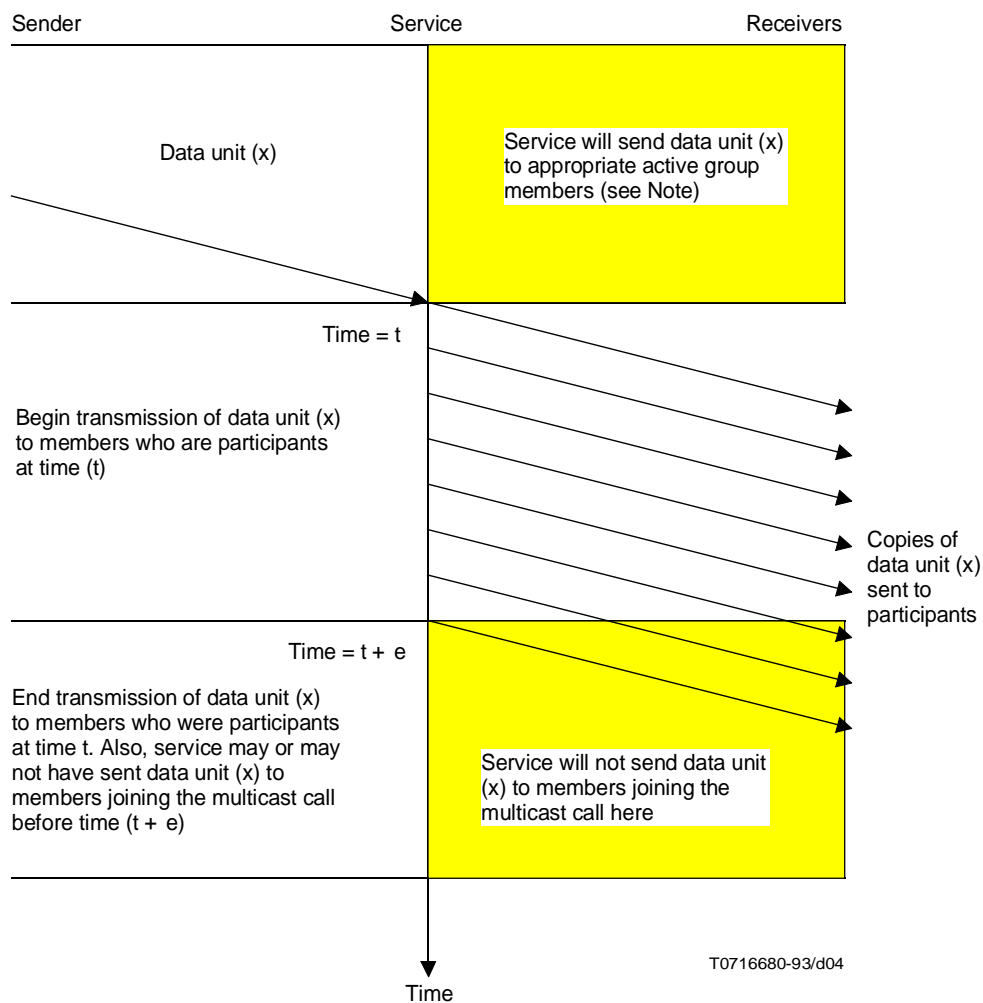 Sender
Service
Receivers
Data unit (x)
Service will send data unit (x)
to appropriate active group
members (see Note)
Time = t
Begin transmission of data unit (x)
to members who are participants
at time (t)
Copies of
data unit (x)
sent to
participants
Time = t + e
End transmission of data unit (x)
to members who were participants
at time t. Also, service may or may
not have sent data unit (x) to
members joining the multicast call
before time (t + e)
Service will not send data unit
(x) to members joining the
multicast call here
T0716680-93/d04
Time